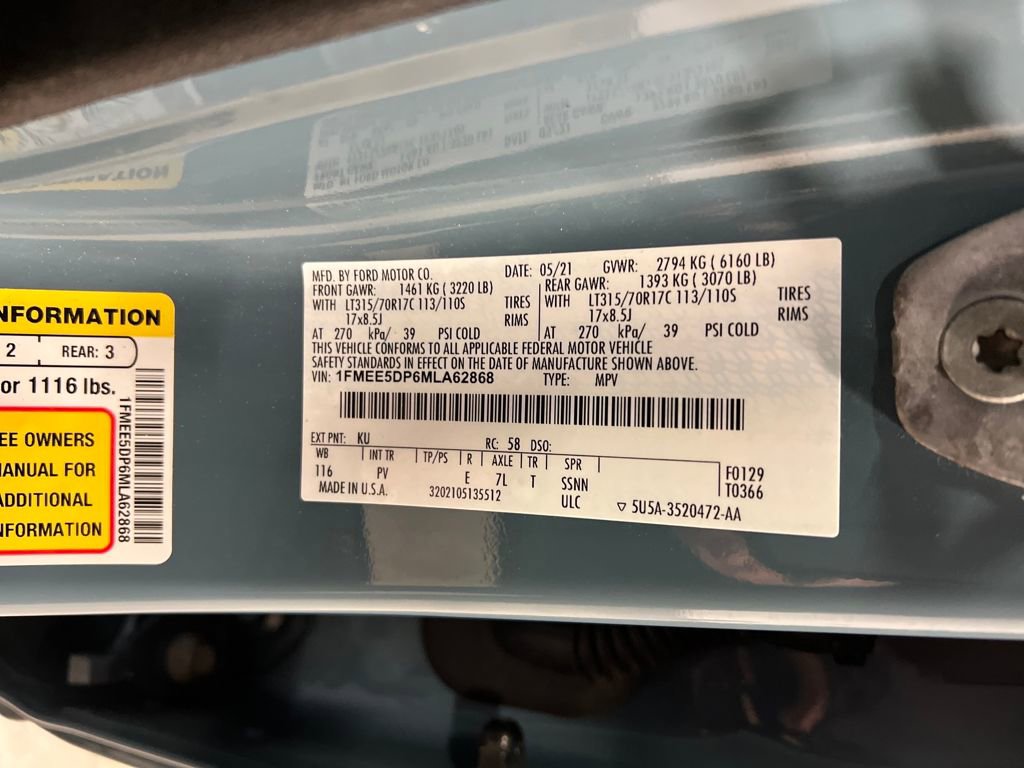 NFORMATION
2 REAR: 3
or 1116 lbs.
EE OWNERS
MANUAL FOR
ADDITIONAL
NFORMATION
1FMEE5DP6MLA62868
MFD. BY FORD MOTOR CO. DATE: 05/21 GVWR: 2794 KG ( 6160 LB)
FRONT GAWR: 1461 KG ( 3220 LB) REAR GAWR: 1393 KG ( 3070 LB)
WITH LT315/70R17C 113/110S TIRES WITH LT315/70R17C 113/110S TIRES
17x8.5J RIMS 17x8.5J RIMS
AT 270 kPa/ 39 PSI COLD AT 270 kPa/ 39 PSI COLD
THIS VEHICLE CONFORMS TO ALL APPLICABLE FEDERAL MOTOR VEHICLE
SAFETY STANDARDS IN EFFECT ON THE DATE OF MANUFACTURE SHOWN ABOVE.
VIN: 1FMEE5DP6MLA62868 TYPE: MPV
EXT PNT: KU RC: 58 DSO:
WB INT TR TP/PS R AXLE TR SPR F0129
116 PV E 7L T SSNN T0366
MADE IN U.S.A. 3202105135512 ULC ▽ 5U5A-3520472-AA